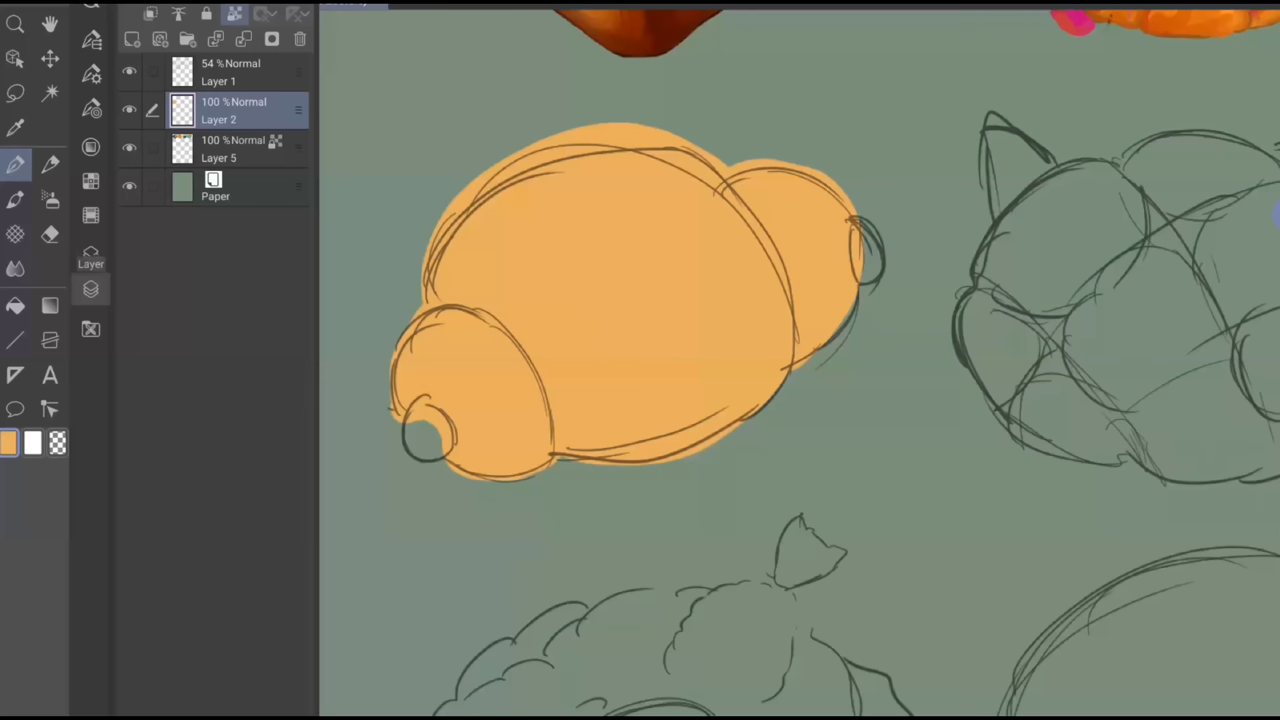 54 %Normal
Layer 1
100 %Normal
Layer 2
100 %Normal
Layer 5
Paper
Layer
A